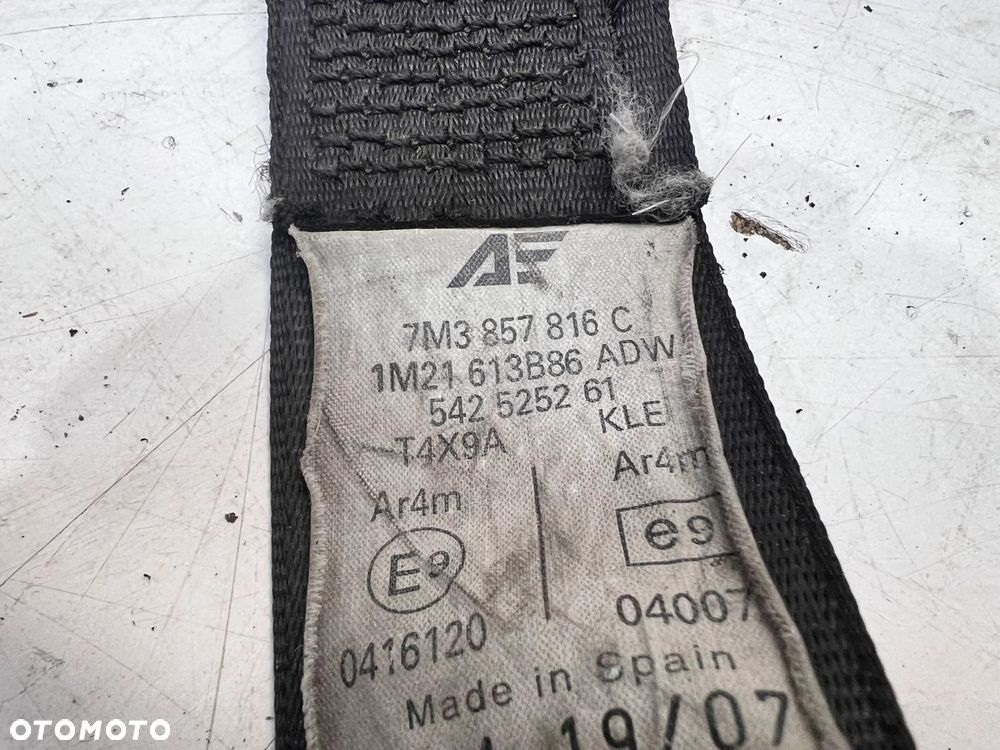 AE
7M3 857 816 C
1M21 613B86 ADW
542 5252 61
T4X9A KLE
Ar4m Ar4m
E9 e9
0416120 04007
Made in Spain
19/07
OTOMOTO